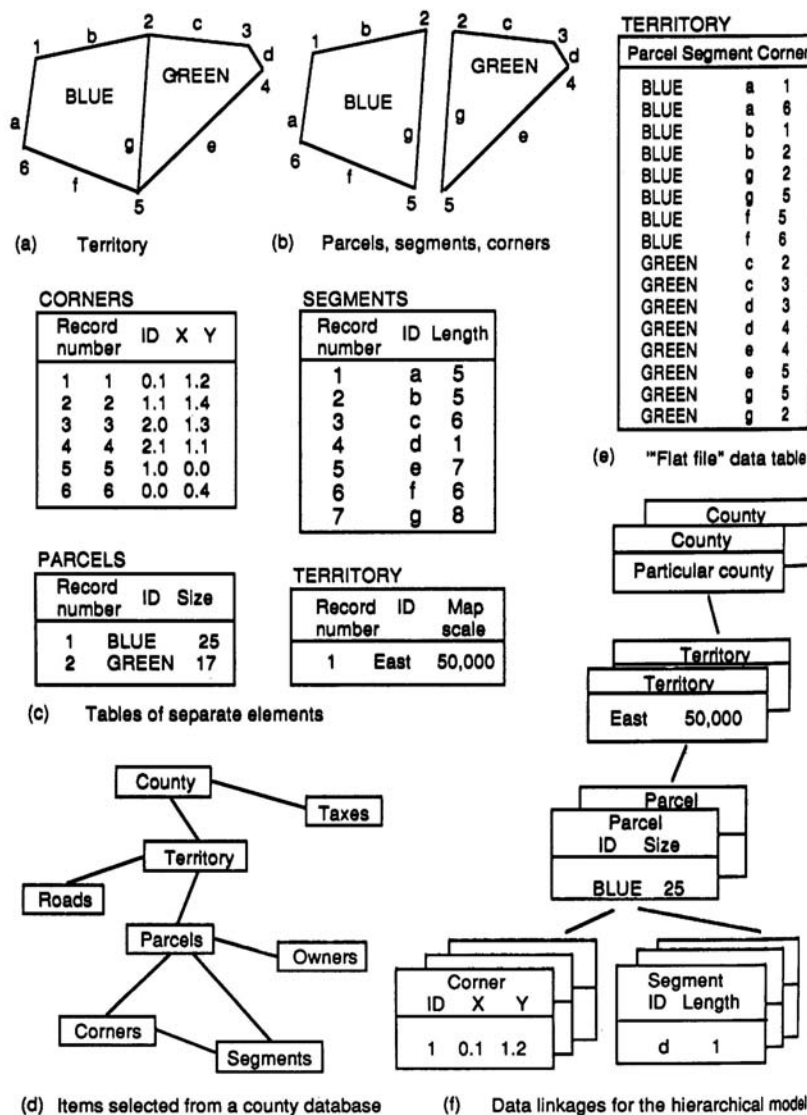 1 b 2 c 3 d 4
BLUE GREEN
a 6 f g 5 e
(a) Territory
1 b 2 2 c 3 d 4
BLUE GREEN
a 6 f g 5 g 5 e
(b) Parcels, segments, corners
CORNERS
Record number ID X Y
1 1 0.1 1.2
2 2 1.1 1.4
3 3 2.0 1.3
4 4 2.1 1.1
5 5 1.0 0.0
6 6 0.0 0.4
SEGMENTS
Record number ID Length
1 a 5
2 b 5
3 c 6
4 d 1
5 e 7
6 f 6
7 g 8
PARCELS
Record number ID Size
1 BLUE 25
2 GREEN 17
TERRITORY
Record number ID Map scale
1 East 50,000
(c) Tables of separate elements
County
Taxes
Territory
Roads
Parcels
Owners
Corners
Segments
(d) Items selected from a county database
TERRITORY
Parcel Segment Corner
BLUE a 1
BLUE a 6
BLUE b 1
BLUE b 2
BLUE g 2
BLUE g 5
BLUE f 5
BLUE f 6
GREEN c 2
GREEN c 3
GREEN d 3
GREEN d 4
GREEN e 4
GREEN e 5
GREEN g 5
GREEN g 2
(e) '"Flat file" data table
County
County
Particular county
Territory
Territory
East 50,000
Parcel
Parcel
ID Size
BLUE 25
Corner
ID X Y
1 0.1 1.2
Segment
ID Length
d 1
(f) Data linkages for the hierarchical model